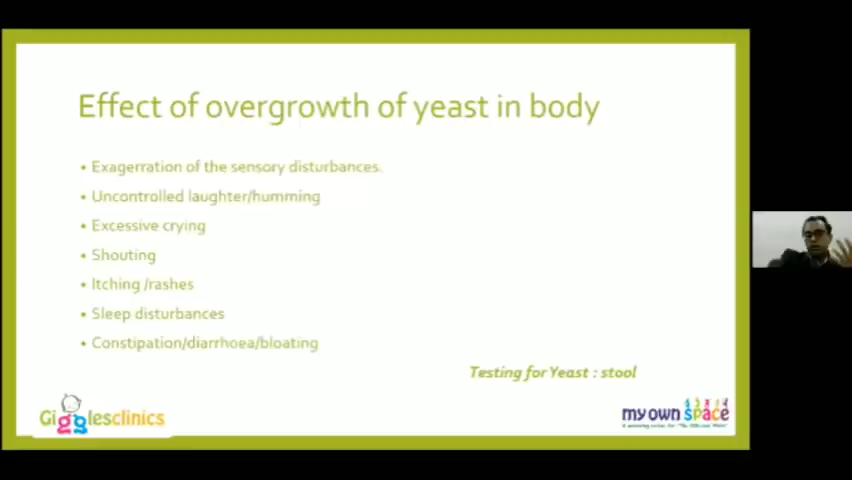 Effect of overgrowth of yeast in body
• Exagerration of the sensory disturbances.
• Uncontrolled laughter/humming
• Excessive crying
• Shouting
• Itching /rashes
• Sleep disturbances
• Constipation/diarrhoea/bloating
Testing for Yeast : stool
Gigglesclinics
my own space